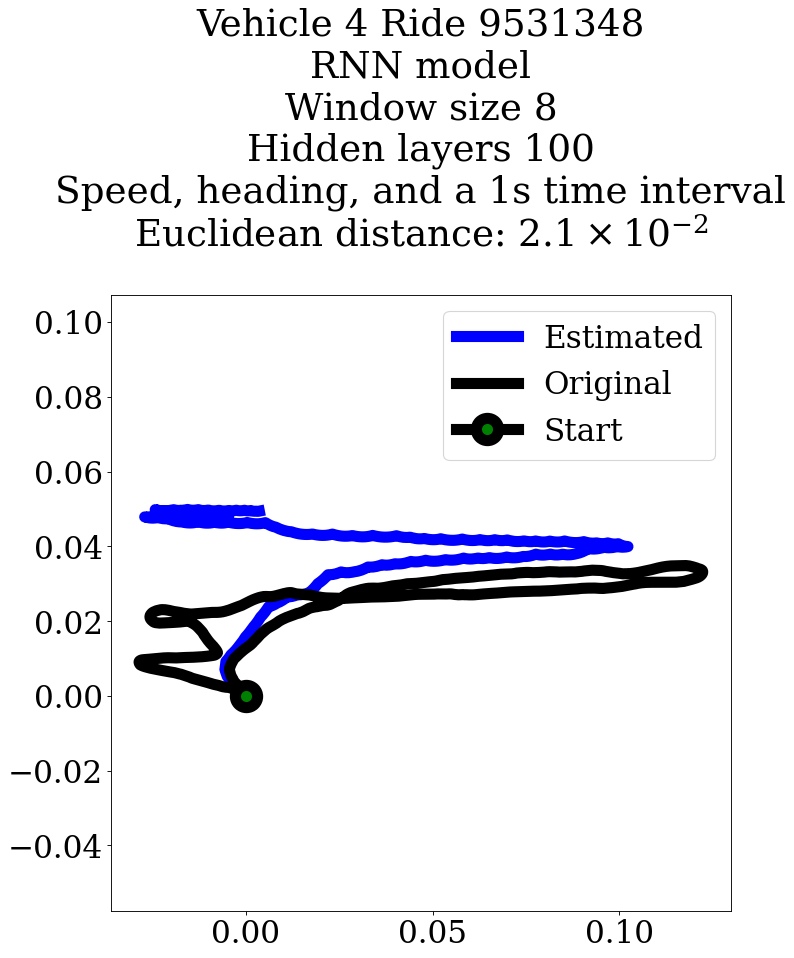 Vehicle 4 Ride 9531348
RNN model
Window size 8
Hidden layers 100
Speed, heading, and a 1s time interval
Euclidean distance: 2.1 × 10⁻²
Estimated
Original
Start
0.10
0.08
0.06
0.04
0.02
0.00
−0.02
−0.04
0.00 0.05 0.10